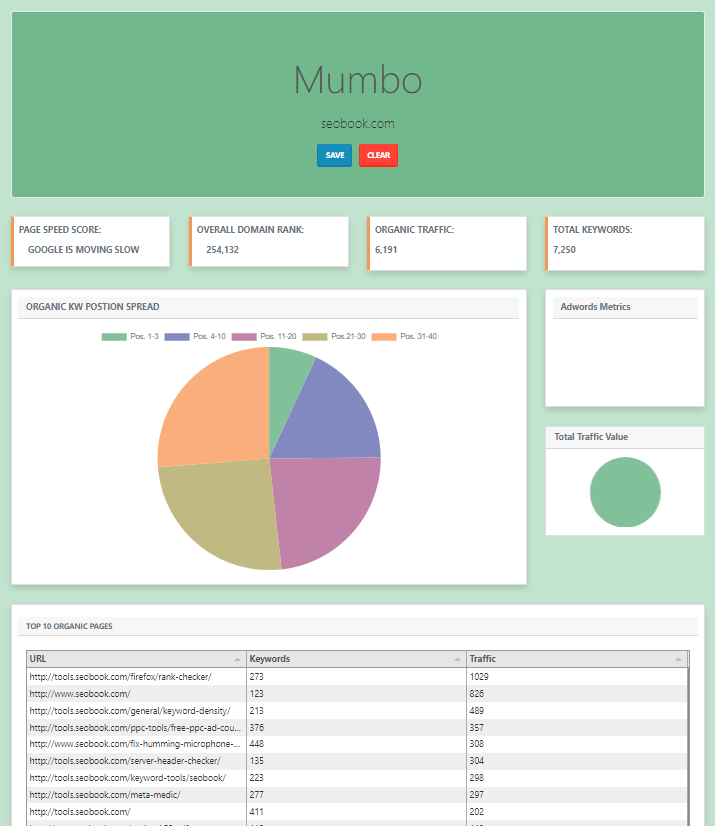 Mumbo
seobook.com
SAVE CLEAR
PAGE SPEED SCORE:
GOOGLE IS MOVING SLOW
OVERALL DOMAIN RANK:
254,132
ORGANIC TRAFFIC:
6,191
TOTAL KEYWORDS:
7,250
ORGANIC KW POSTION SPREAD
Pos. 1-3 Pos. 4-10 Pos. 11-20 Pos.21-30 Pos. 31-40
Adwords Metrics
Total Traffic Value
TOP 10 ORGANIC PAGES
URL Keywords Traffic
http://tools.seobook.com/firefox/rank-checker/ 273 1029
http://www.seobook.com/ 123 826
http://tools.seobook.com/general/keyword-density/ 213 489
http://tools.seobook.com/ppc-tools/free-ppc-ad-cou... 376 357
http://www.seobook.com/fix-humming-microphone-... 448 308
http://tools.seobook.com/server-header-checker/ 135 304
http://tools.seobook.com/keyword-tools/seobook/ 223 298
http://tools.seobook.com/meta-medic/ 277 297
http://tools.seobook.com/ 411 202